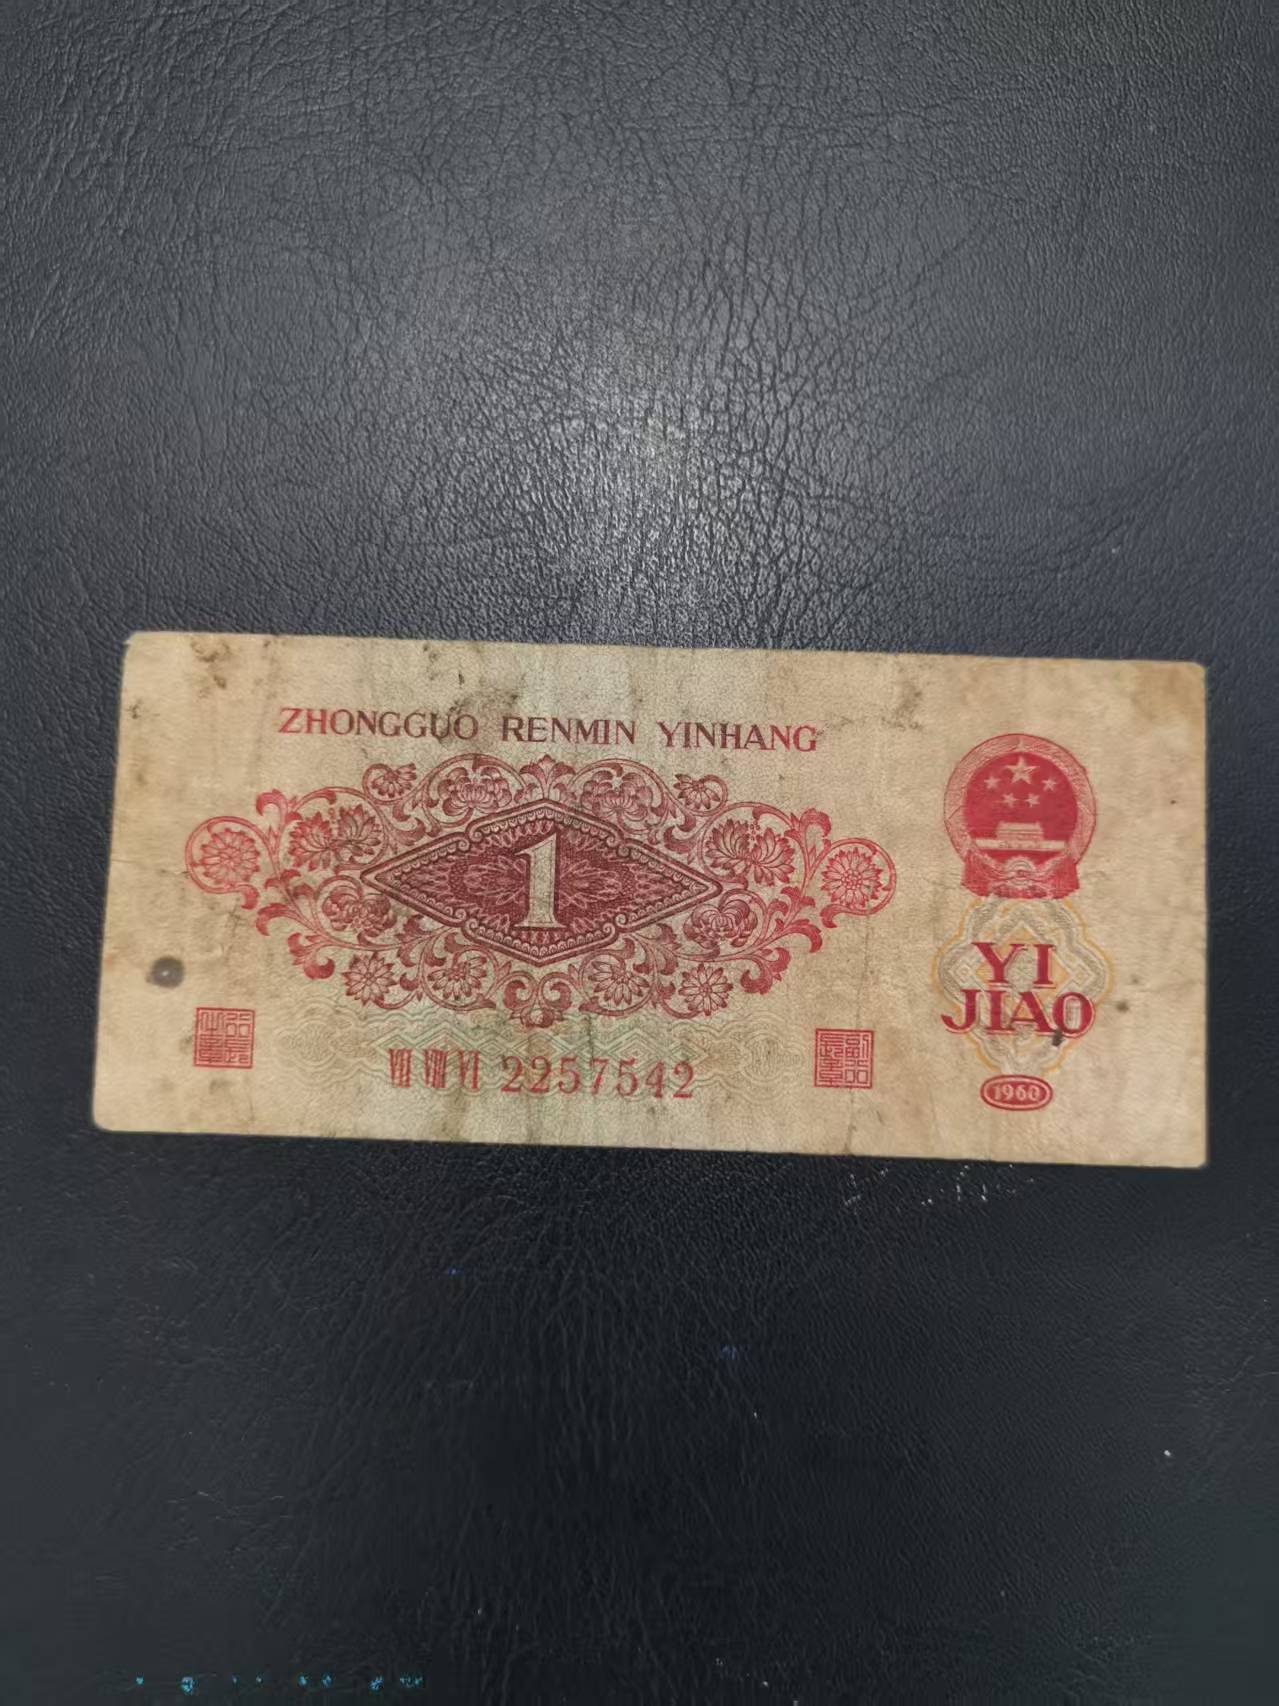 ZHONGGUO RENMIN YINHANG
1
YI
JIAO
VII VIII VI 2257542
1960